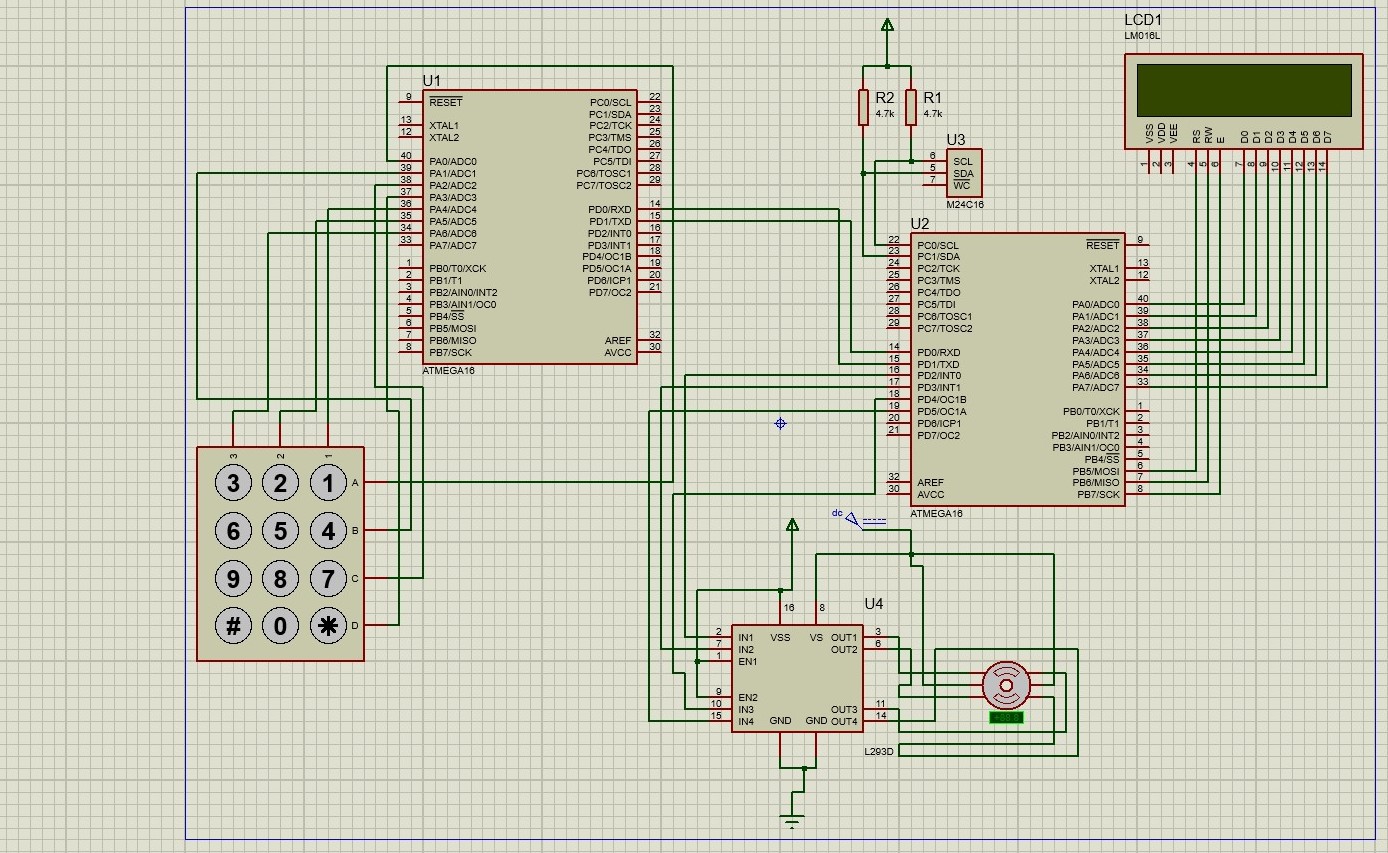 LCD1
LM016L
VSS VDD VEE RS RW E D0 D1 D2 D3 D4 D5 D6 D7
1 2 3 4 5 6 7 8 9 10 11 12 13 14
R2
4.7k
R1
4.7k
U3
6 SCL
5 SDA
7 WC
M24C16
U1
9 RESET
13 XTAL1
12 XTAL2
40 PA0/ADC0
39 PA1/ADC1
38 PA2/ADC2
37 PA3/ADC3
36 PA4/ADC4
35 PA5/ADC5
34 PA6/ADC6
33 PA7/ADC7
1 PB0/T0/XCK
2 PB1/T1
3 PB2/AIN0/INT2
4 PB3/AIN1/OC0
5 PB4/SS
6 PB5/MOSI
7 PB6/MISO
8 PB7/SCK
PC0/SCL 22
PC1/SDA 23
PC2/TCK 24
PC3/TMS 25
PC4/TDO 26
PC5/TDI 27
PC6/TOSC1 28
PC7/TOSC2 29
PD0/RXD 14
PD1/TXD 15
PD2/INT0 16
PD3/INT1 17
PD4/OC1B 18
PD5/OC1A 19
PD6/ICP1 20
PD7/OC2 21
AREF 32
AVCC 30
ATMEGA16
U2
22 PC0/SCL
23 PC1/SDA
24 PC2/TCK
25 PC3/TMS
26 PC4/TDO
27 PC5/TDI
28 PC6/TOSC1
29 PC7/TOSC2
14 PD0/RXD
15 PD1/TXD
16 PD2/INT0
17 PD3/INT1
18 PD4/OC1B
19 PD5/OC1A
20 PD6/ICP1
21 PD7/OC2
32 AREF
30 AVCC
RESET 9
XTAL1 13
XTAL2 12
PA0/ADC0 40
PA1/ADC1 39
PA2/ADC2 38
PA3/ADC3 37
PA4/ADC4 36
PA5/ADC5 35
PA6/ADC6 34
PA7/ADC7 33
PB0/T0/XCK 1
PB1/T1 2
PB2/AIN0/INT2 3
PB3/AIN1/OC0 4
PB4/SS 5
PB5/MOSI 6
PB6/MISO 7
PB7/SCK 8
ATMEGA16
3 2 1
3 2 1 A
6 5 4 B
9 8 7 C
# 0 * D
dc
U4
16 8
VSS VS
2 IN1
7 IN2
1 EN1
9 EN2
10 IN3
15 IN4
OUT1 3
OUT2 6
OUT3 11
OUT4 14
GND GND
L293D